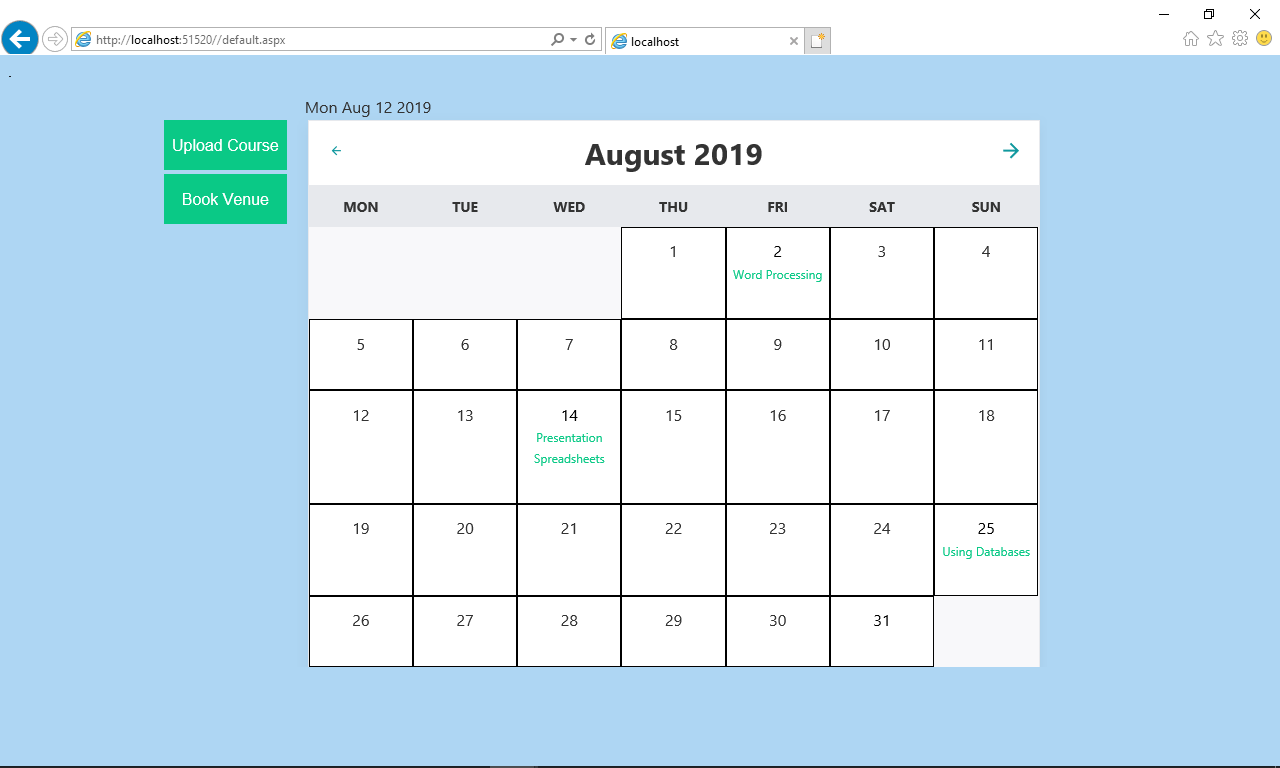 http://localhost:51520//default.aspx
localhost
.
Mon Aug 12 2019
Upload Course
Book Venue
August 2019
MON TUE WED THU FRI SAT SUN
1 2 3 4
Word Processing
5 6 7 8 9 10 11
12 13 14 15 16 17 18
Presentation
Spreadsheets
19 20 21 22 23 24 25
Using Databases
26 27 28 29 30 31